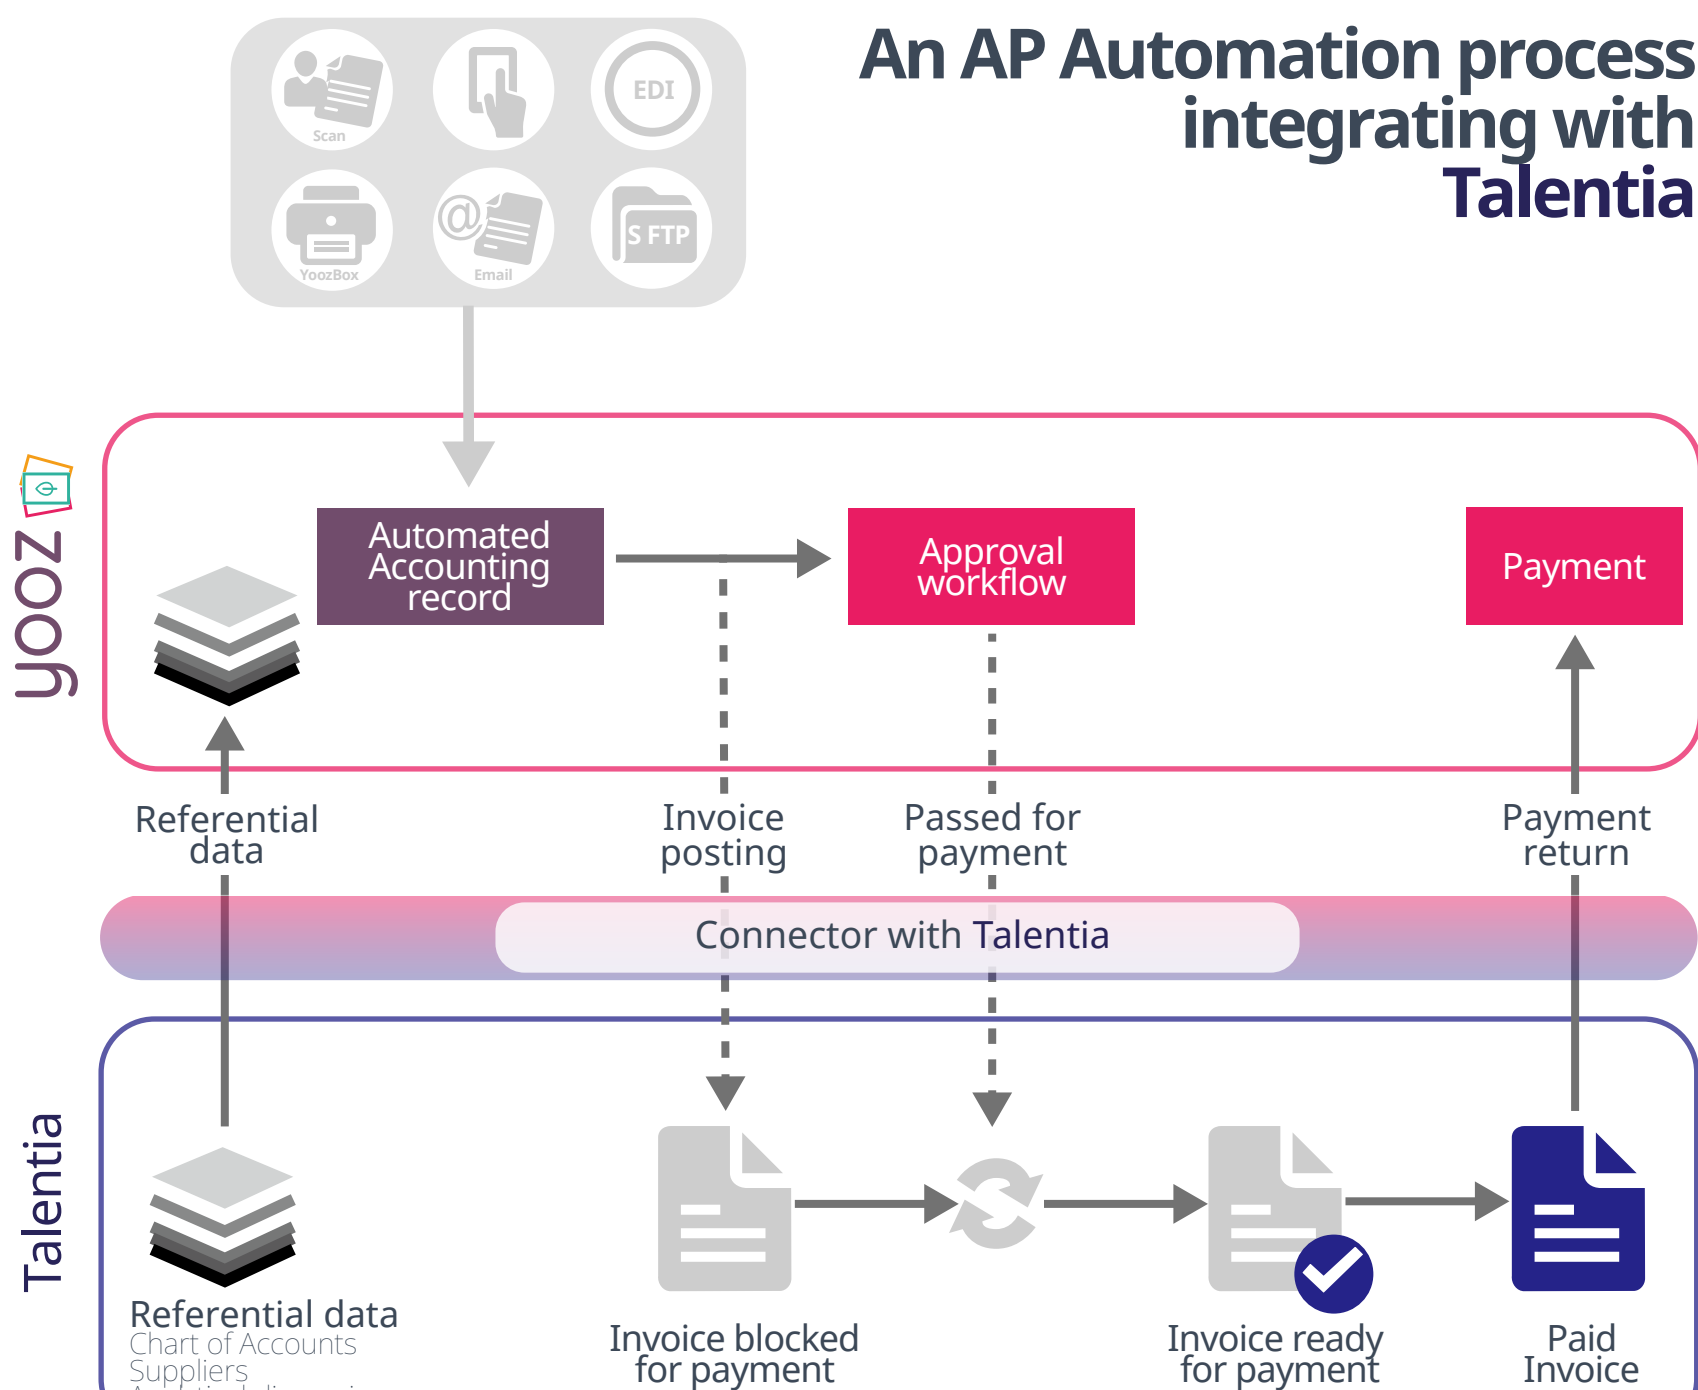 An AP Automation process
integrating with
Talentia
EDI
Scan
@
S FTP
YoozBox
Email
yooz
Automated
Accounting
record
Approval
workflow
Payment
Referential
data
Invoice
posting
Passed for
payment
Payment
return
Connector with Talentia
Talentia
Referential data
Chart of Accounts
Suppliers
Invoice blocked
for payment
Invoice ready
for payment
Paid
Invoice